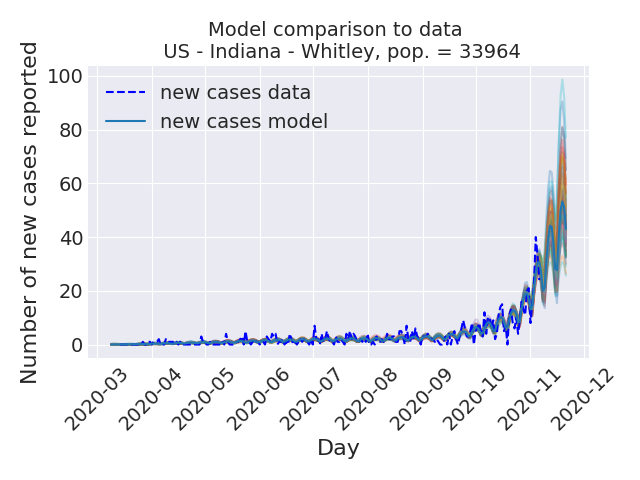 Model comparison to data
US - Indiana - Whitley, pop. = 33964
Number of new cases reported
100
80
60
40
20
0
new cases data
new cases model
2020-03
2020-04
2020-05
2020-06
2020-07
2020-08
2020-09
2020-10
2020-11
2020-12
Day